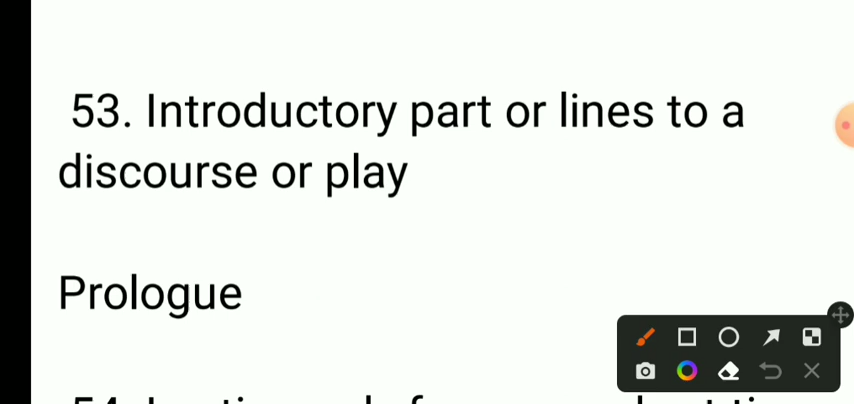 53. Introductory part or lines to a
discourse or play
Prologue